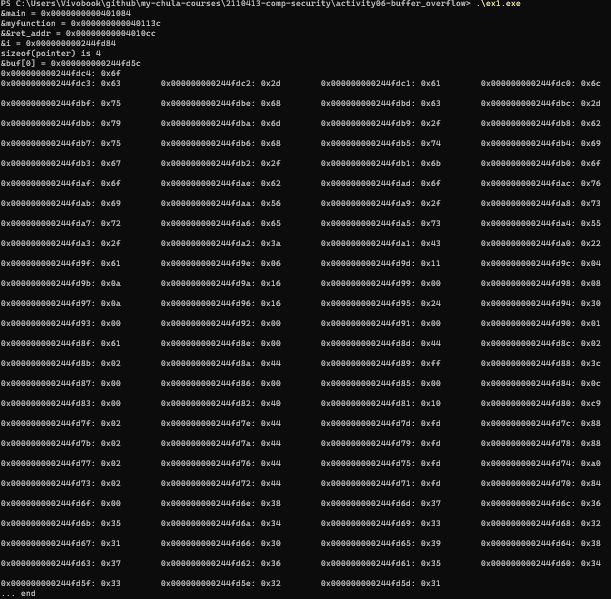 PS C:\Users\Vivobook\github\my-chula-courses\2110413-comp-security\activity06-buffer_overflow> .\ex1.exe
&main = 0x0000000000401084
&myfunction = 0x000000000040113c
&&ret_addr = 0x00000000004010cc
&i = 0x000000000244fd84
sizeof(pointer) is 4
&buf[0] = 0x000000000244fd5c
0x000000000244fdc4: 0x6f
0x000000000244fdc3: 0x63 0x000000000244fdc2: 0x2d 0x000000000244fdc1: 0x61 0x000000000244fdc0: 0x6c
0x000000000244fdbf: 0x75 0x000000000244fdbe: 0x68 0x000000000244fdbd: 0x63 0x000000000244fdbc: 0x2d
0x000000000244fdbb: 0x79 0x000000000244fdba: 0x6d 0x000000000244fdb9: 0x2f 0x000000000244fdb8: 0x62
0x000000000244fdb7: 0x75 0x000000000244fdb6: 0x68 0x000000000244fdb5: 0x74 0x000000000244fdb4: 0x69
0x000000000244fdb3: 0x67 0x000000000244fdb2: 0x2f 0x000000000244fdb1: 0x6b 0x000000000244fdb0: 0x6f
0x000000000244fdaf: 0x6f 0x000000000244fdae: 0x62 0x000000000244fdad: 0x6f 0x000000000244fdac: 0x76
0x000000000244fdab: 0x69 0x000000000244fdaa: 0x56 0x000000000244fda9: 0x2f 0x000000000244fda8: 0x73
0x000000000244fda7: 0x72 0x000000000244fda6: 0x65 0x000000000244fda5: 0x73 0x000000000244fda4: 0x55
0x000000000244fda3: 0x2f 0x000000000244fda2: 0x3a 0x000000000244fda1: 0x43 0x000000000244fda0: 0x22
0x000000000244fd9f: 0x61 0x000000000244fd9e: 0x06 0x000000000244fd9d: 0x11 0x000000000244fd9c: 0x04
0x000000000244fd9b: 0x0a 0x000000000244fd9a: 0x16 0x000000000244fd99: 0x00 0x000000000244fd98: 0x08
0x000000000244fd97: 0x0a 0x000000000244fd96: 0x16 0x000000000244fd95: 0x24 0x000000000244fd94: 0x30
0x000000000244fd93: 0x00 0x000000000244fd92: 0x00 0x000000000244fd91: 0x00 0x000000000244fd90: 0x01
0x000000000244fd8f: 0x61 0x000000000244fd8e: 0x00 0x000000000244fd8d: 0x44 0x000000000244fd8c: 0x02
0x000000000244fd8b: 0x02 0x000000000244fd8a: 0x44 0x000000000244fd89: 0xff 0x000000000244fd88: 0x3c
0x000000000244fd87: 0x00 0x000000000244fd86: 0x00 0x000000000244fd85: 0x00 0x000000000244fd84: 0x0c
0x000000000244fd83: 0x00 0x000000000244fd82: 0x40 0x000000000244fd81: 0x10 0x000000000244fd80: 0xc9
0x000000000244fd7f: 0x02 0x000000000244fd7e: 0x44 0x000000000244fd7d: 0xfd 0x000000000244fd7c: 0x88
0x000000000244fd7b: 0x02 0x000000000244fd7a: 0x44 0x000000000244fd79: 0xfd 0x000000000244fd78: 0x88
0x000000000244fd77: 0x02 0x000000000244fd76: 0x44 0x000000000244fd75: 0xfd 0x000000000244fd74: 0xa0
0x000000000244fd73: 0x02 0x000000000244fd72: 0x44 0x000000000244fd71: 0xfd 0x000000000244fd70: 0x84
0x000000000244fd6f: 0x00 0x000000000244fd6e: 0x38 0x000000000244fd6d: 0x37 0x000000000244fd6c: 0x36
0x000000000244fd6b: 0x35 0x000000000244fd6a: 0x34 0x000000000244fd69: 0x33 0x000000000244fd68: 0x32
0x000000000244fd67: 0x31 0x000000000244fd66: 0x30 0x000000000244fd65: 0x39 0x000000000244fd64: 0x38
0x000000000244fd63: 0x37 0x000000000244fd62: 0x36 0x000000000244fd61: 0x35 0x000000000244fd60: 0x34
0x000000000244fd5f: 0x33 0x000000000244fd5e: 0x32 0x000000000244fd5d: 0x31
... end